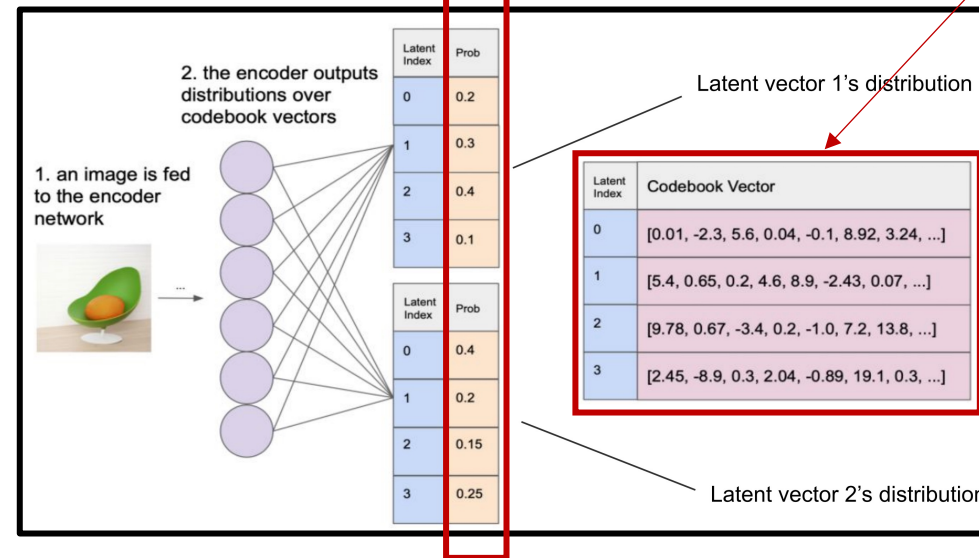 1. an image is fed
to the encoder
network
...
2. the encoder outputs
distributions over
codebook vectors
Latent
Index
Prob
0 0.2
1 0.3
2 0.4
3 0.1
Latent
Index
Prob
0 0.4
1 0.2
2 0.15
3 0.25
Latent vector 1's distribution
Latent
Index
Codebook Vector
0 [0.01, -2.3, 5.6, 0.04, -0.1, 8.92, 3.24, ...]
1 [5.4, 0.65, 0.2, 4.6, 8.9, -2.43, 0.07, ...]
2 [9.78, 0.67, -3.4, 0.2, -1.0, 7.2, 13.8, ...]
3 [2.45, -8.9, 0.3, 2.04, -0.89, 19.1, 0.3, ...]
Latent vector 2's distribution